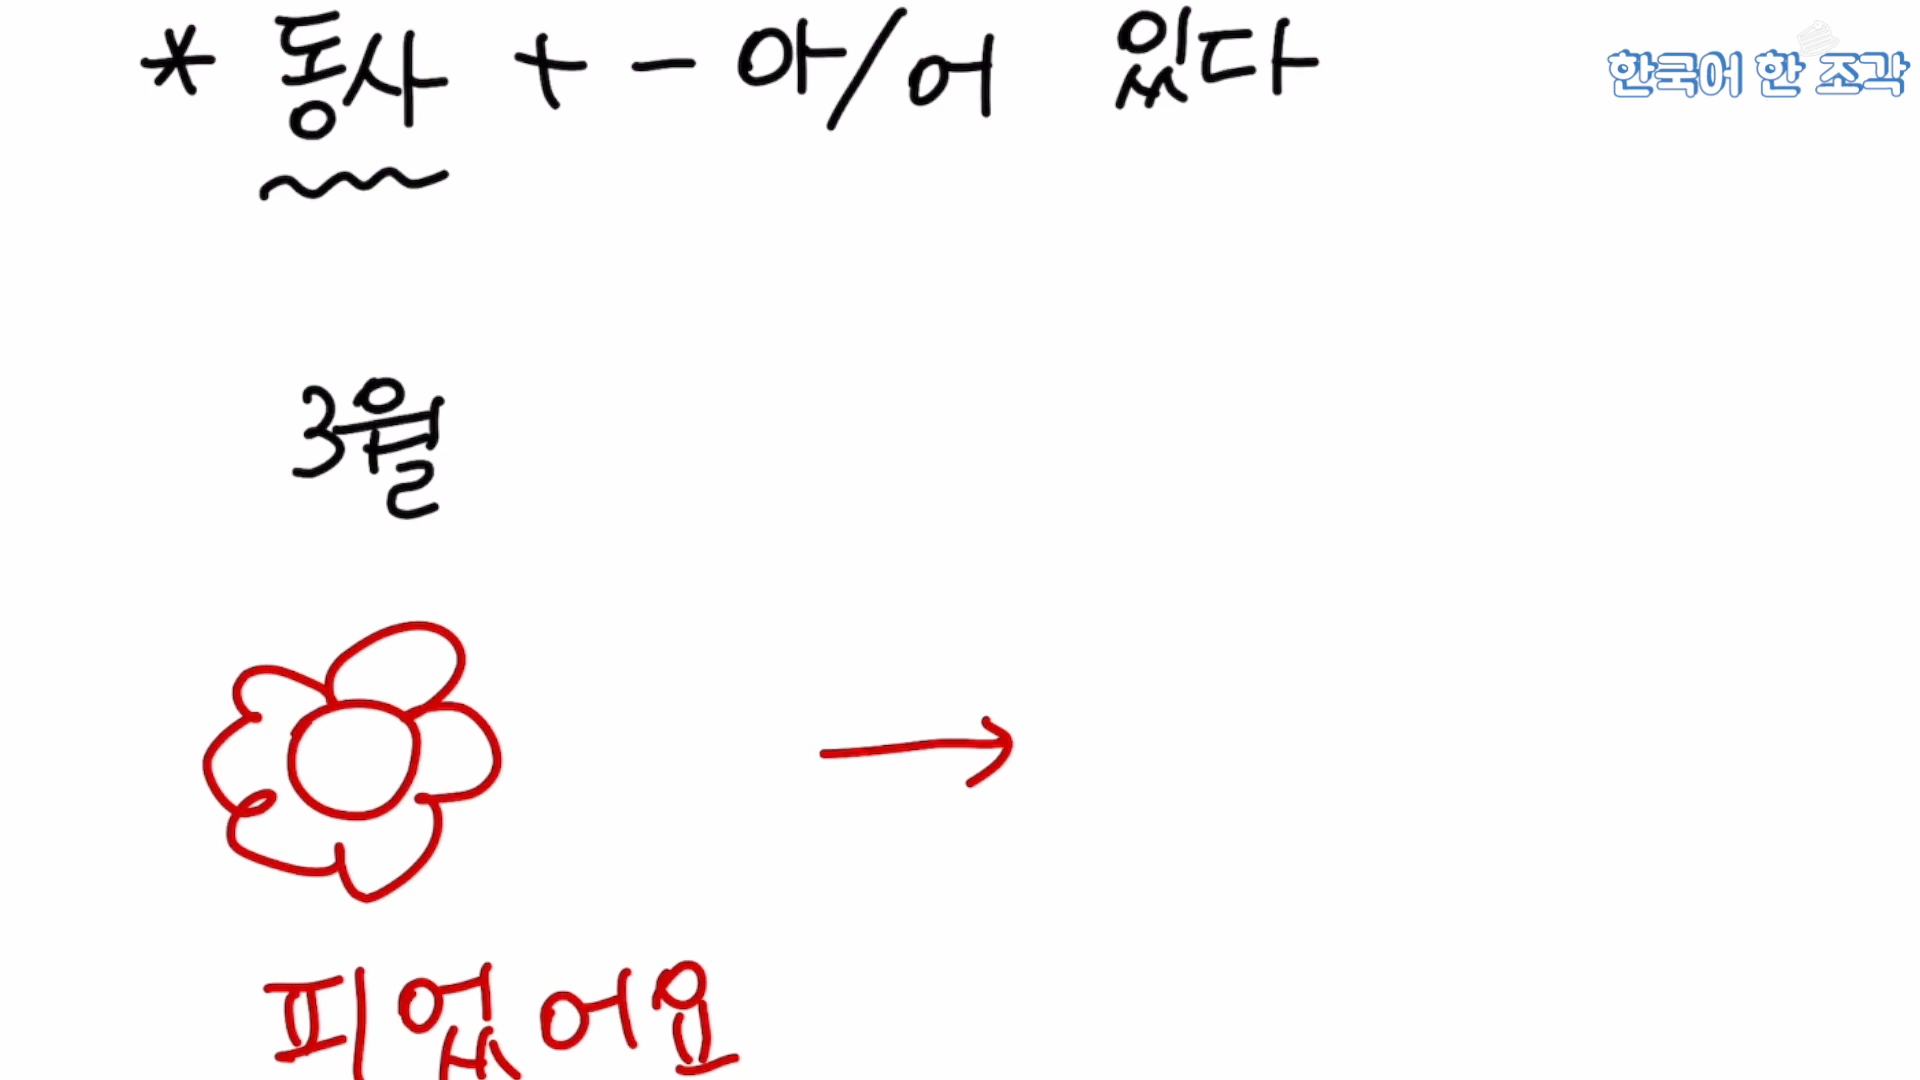 * 동사 + - 아/어 있다
한국어 한 조각
3월
피었어요